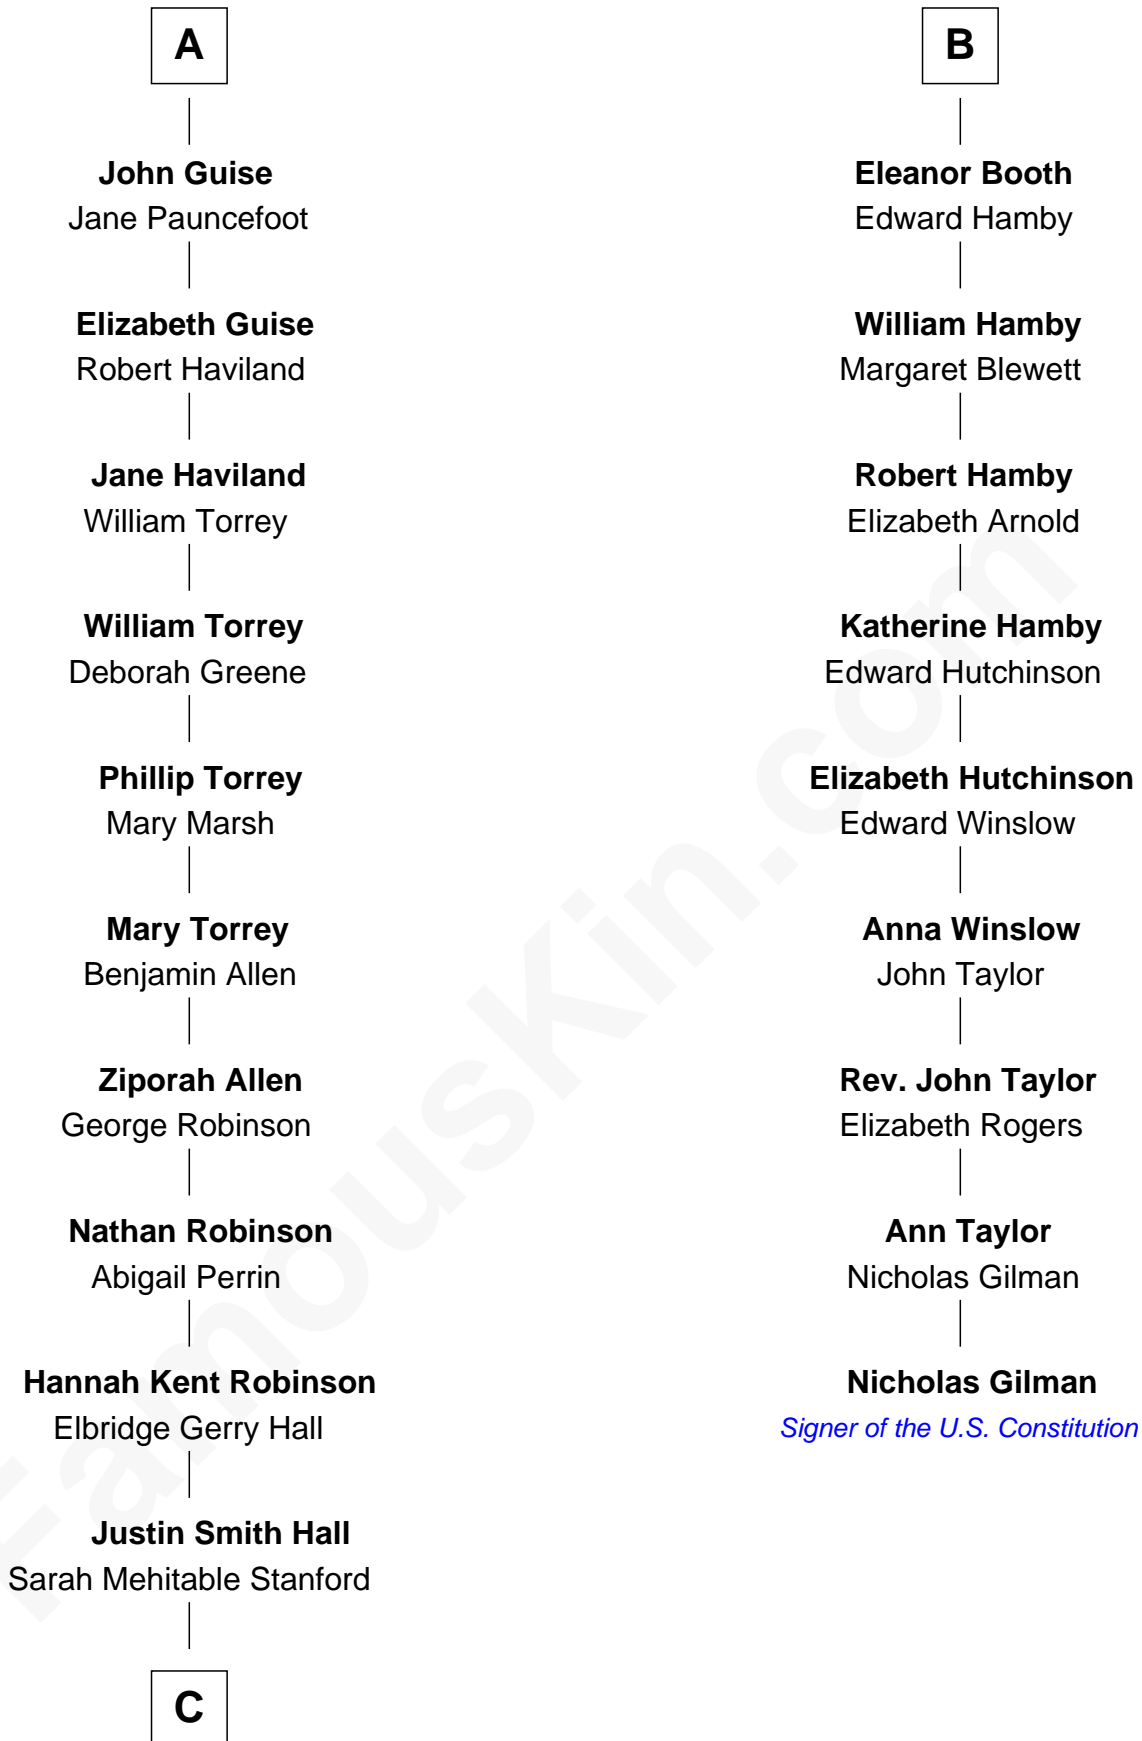 A
John Guise
Jane Pauncefoot
Elizabeth Guise
Robert Haviland
Jane Haviland
William Torrey
William Torrey
Deborah Greene
Phillip Torrey
Mary Marsh
Mary Torrey
Benjamin Allen
Ziporah Allen
George Robinson
Nathan Robinson
Abigail Perrin
Hannah Kent Robinson
Elbridge Gerry Hall
Justin Smith Hall
Sarah Mehitable Stanford
C
B
Eleanor Booth
Edward Hamby
William Hamby
Margaret Blewett
Robert Hamby
Elizabeth Arnold
Katherine Hamby
Edward Hutchinson
Elizabeth Hutchinson
Edward Winslow
Anna Winslow
John Taylor
Rev. John Taylor
Elizabeth Rogers
Ann Taylor
Nicholas Gilman
Nicholas Gilman
Signer of the U.S. Constitution
FamousKin.com